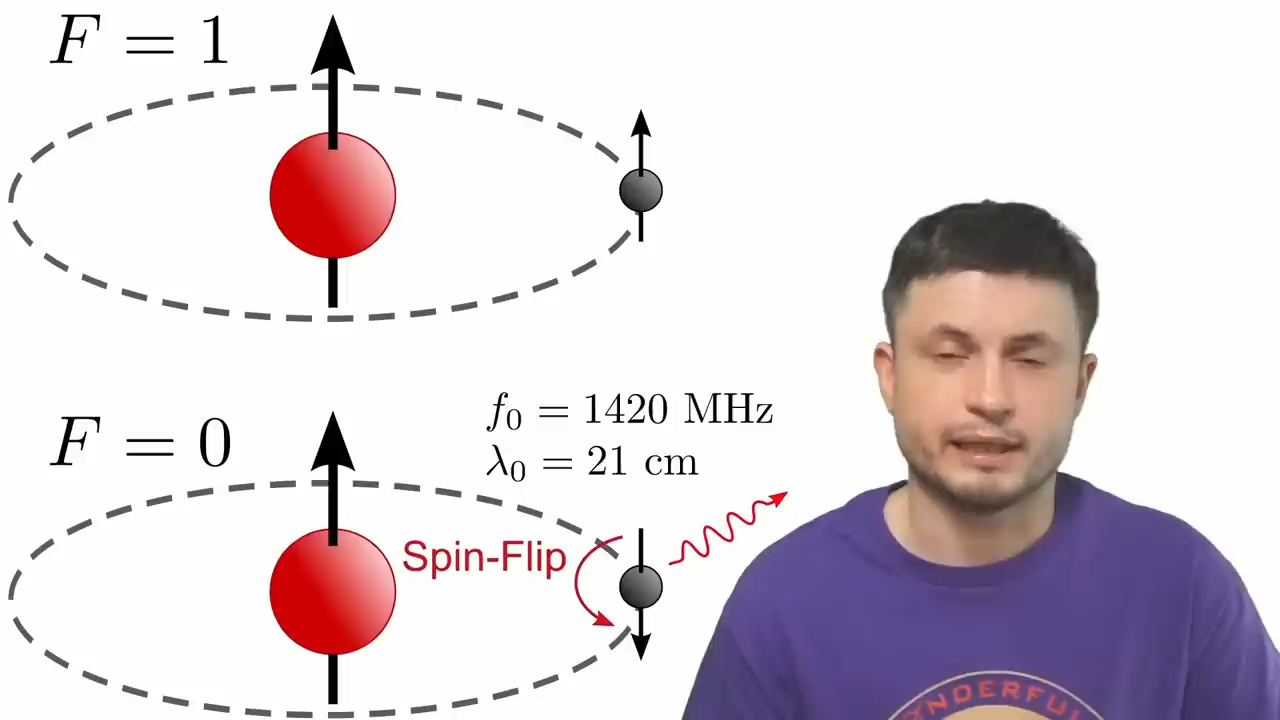 F = 1
F = 0
f₀ = 1420 MHz
λ₀ = 21 cm
Spin-Flip